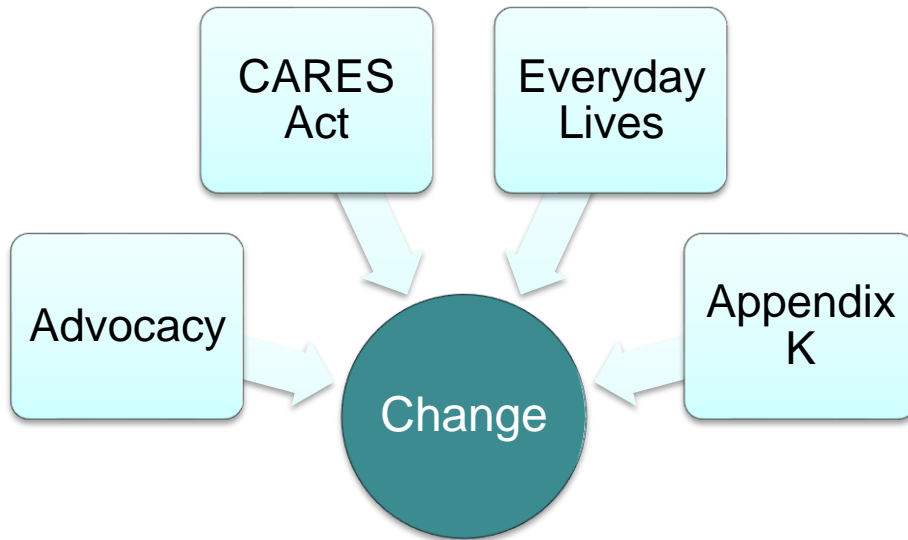 CARES
Act
Everyday
Lives
Advocacy
Appendix
K
Change